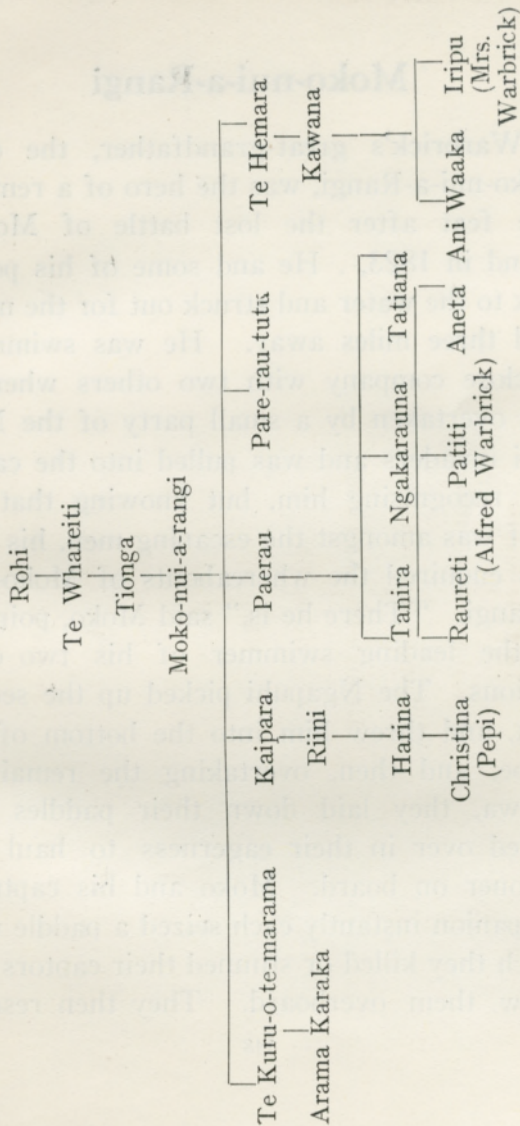 Rohi
Te Whareiti
Tionga
Moko-nui-a-rangi
Te Kuru-o-te-marama Kaipara Paerau Pare-rau-tutu Te Hemara
Arama Karaka Riini Kawana
Harina Tanira Ngakarauna Tatiana
Christina Raureti Patiti Aneta Ani Waaka Iripu
(Pepi) (Alfred Warbrick) (Mrs.
Warbrick)